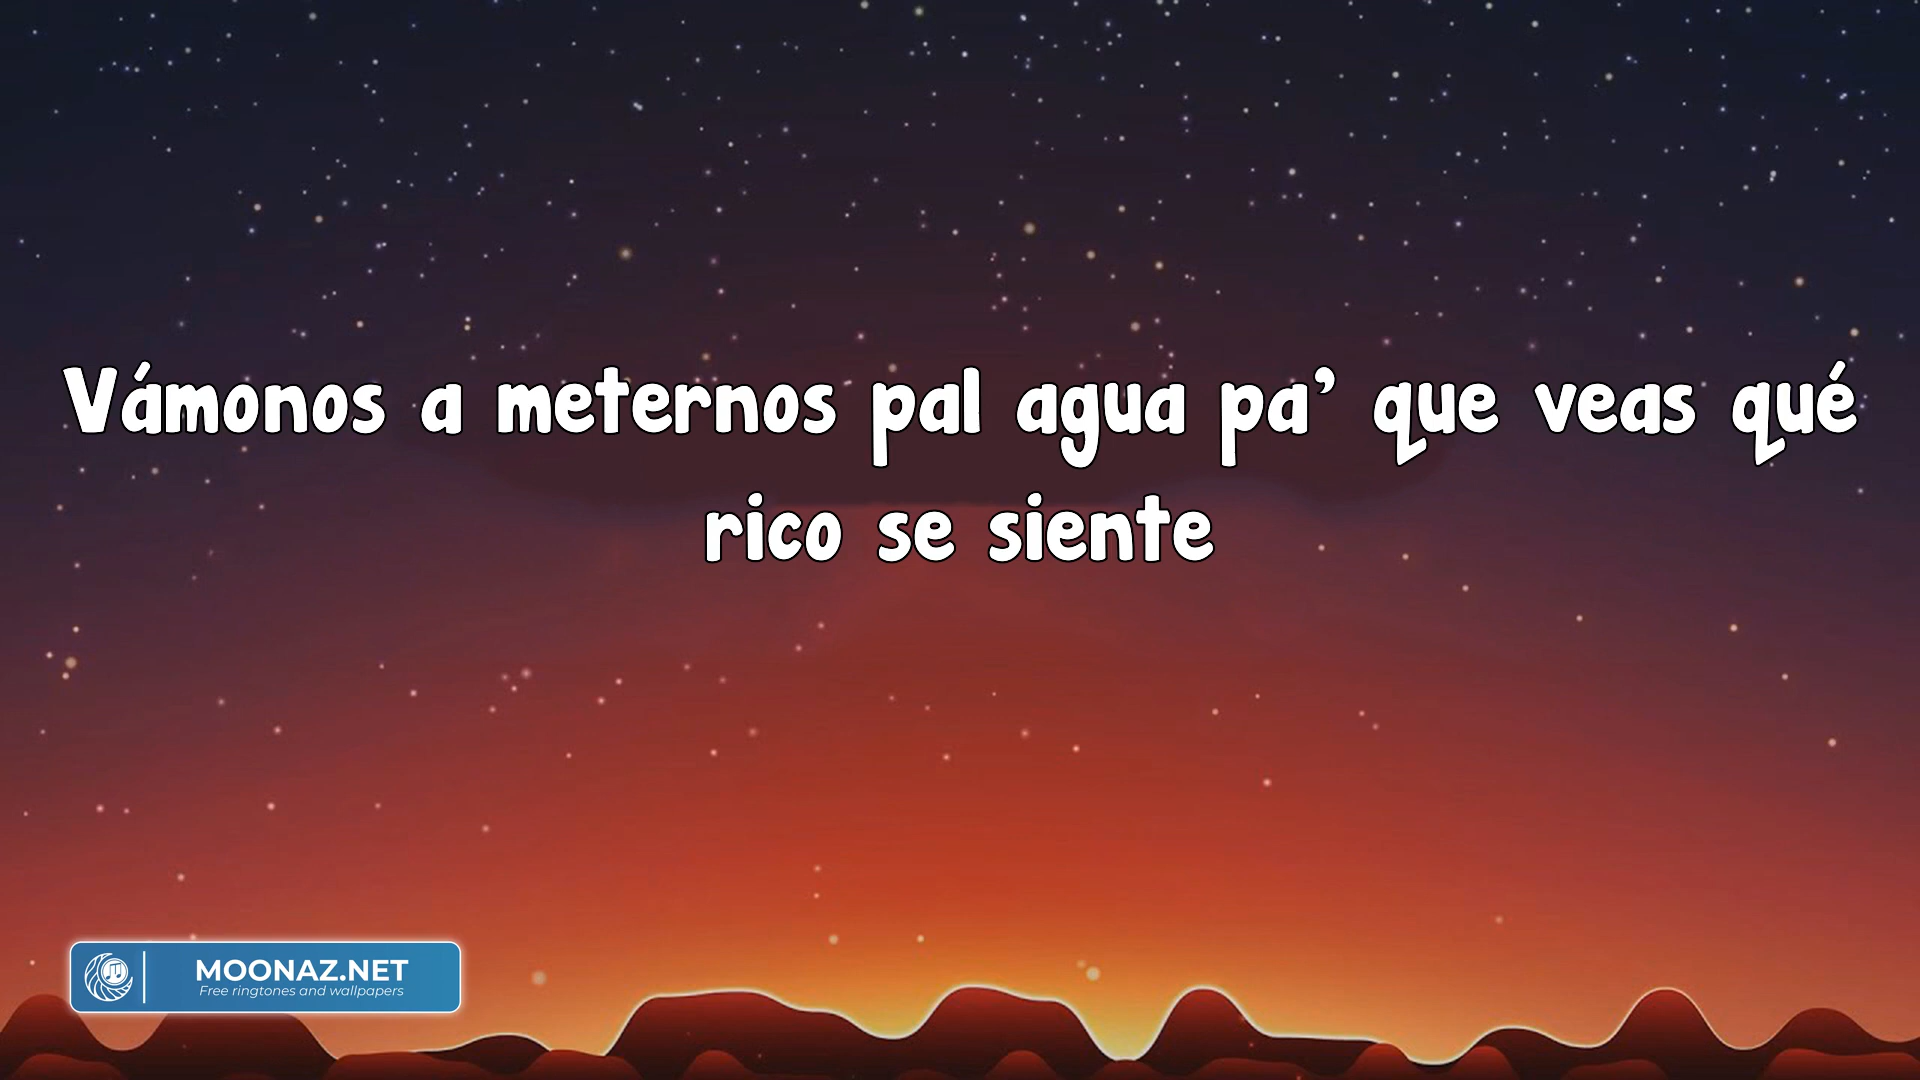 Vámonos a meternos pal agua pa' que veas qué
rico se siente
MOONAZ.NET
Free ringtones and wallpapers